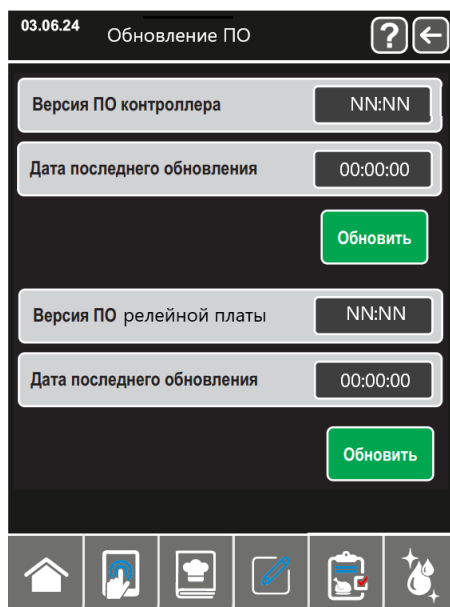 03.06.24
Обновление ПО
?
Версия ПО контроллера NN:NN
Дата последнего обновления 00:00:00
Обновить
Версия ПО релейной платы NN:NN
Дата последнего обновления 00:00:00
Обновить